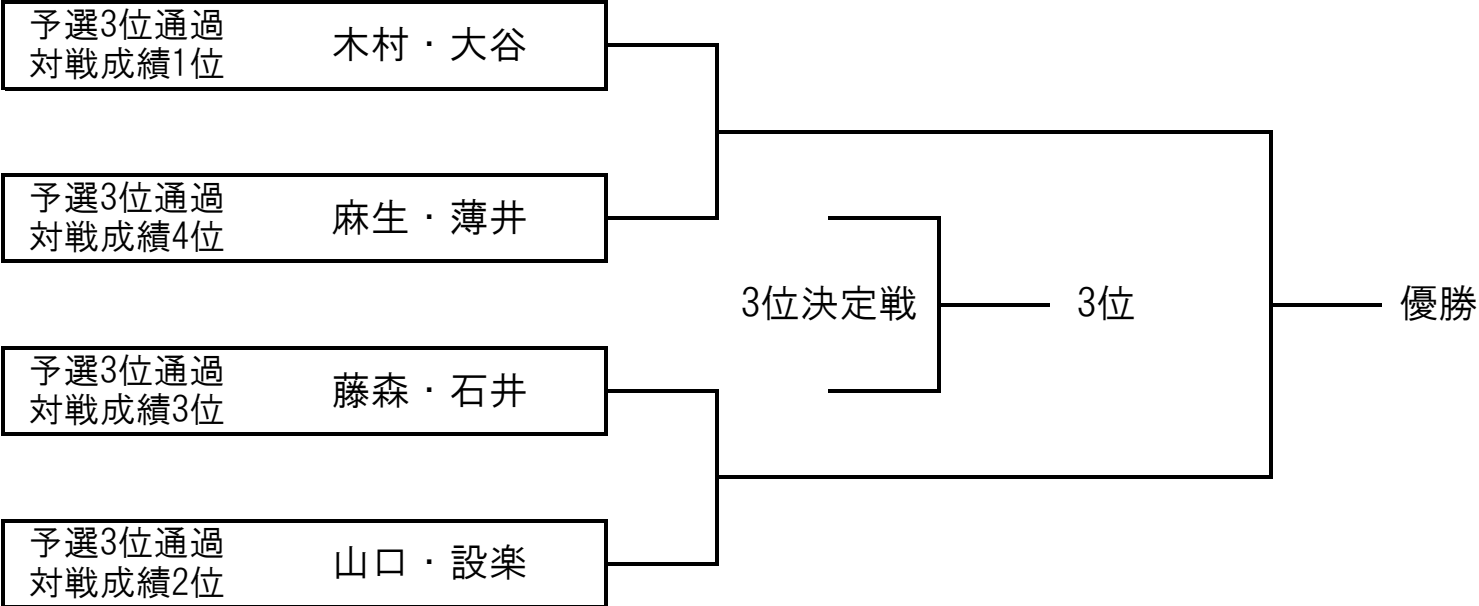 予選3位通過
対戦成績1位
木村・大谷
予選3位通過
対戦成績4位
麻生・薄井
3位決定戦
3位
優勝
予選3位通過
対戦成績3位
藤森・石井
予選3位通過
対戦成績2位
山口・設楽